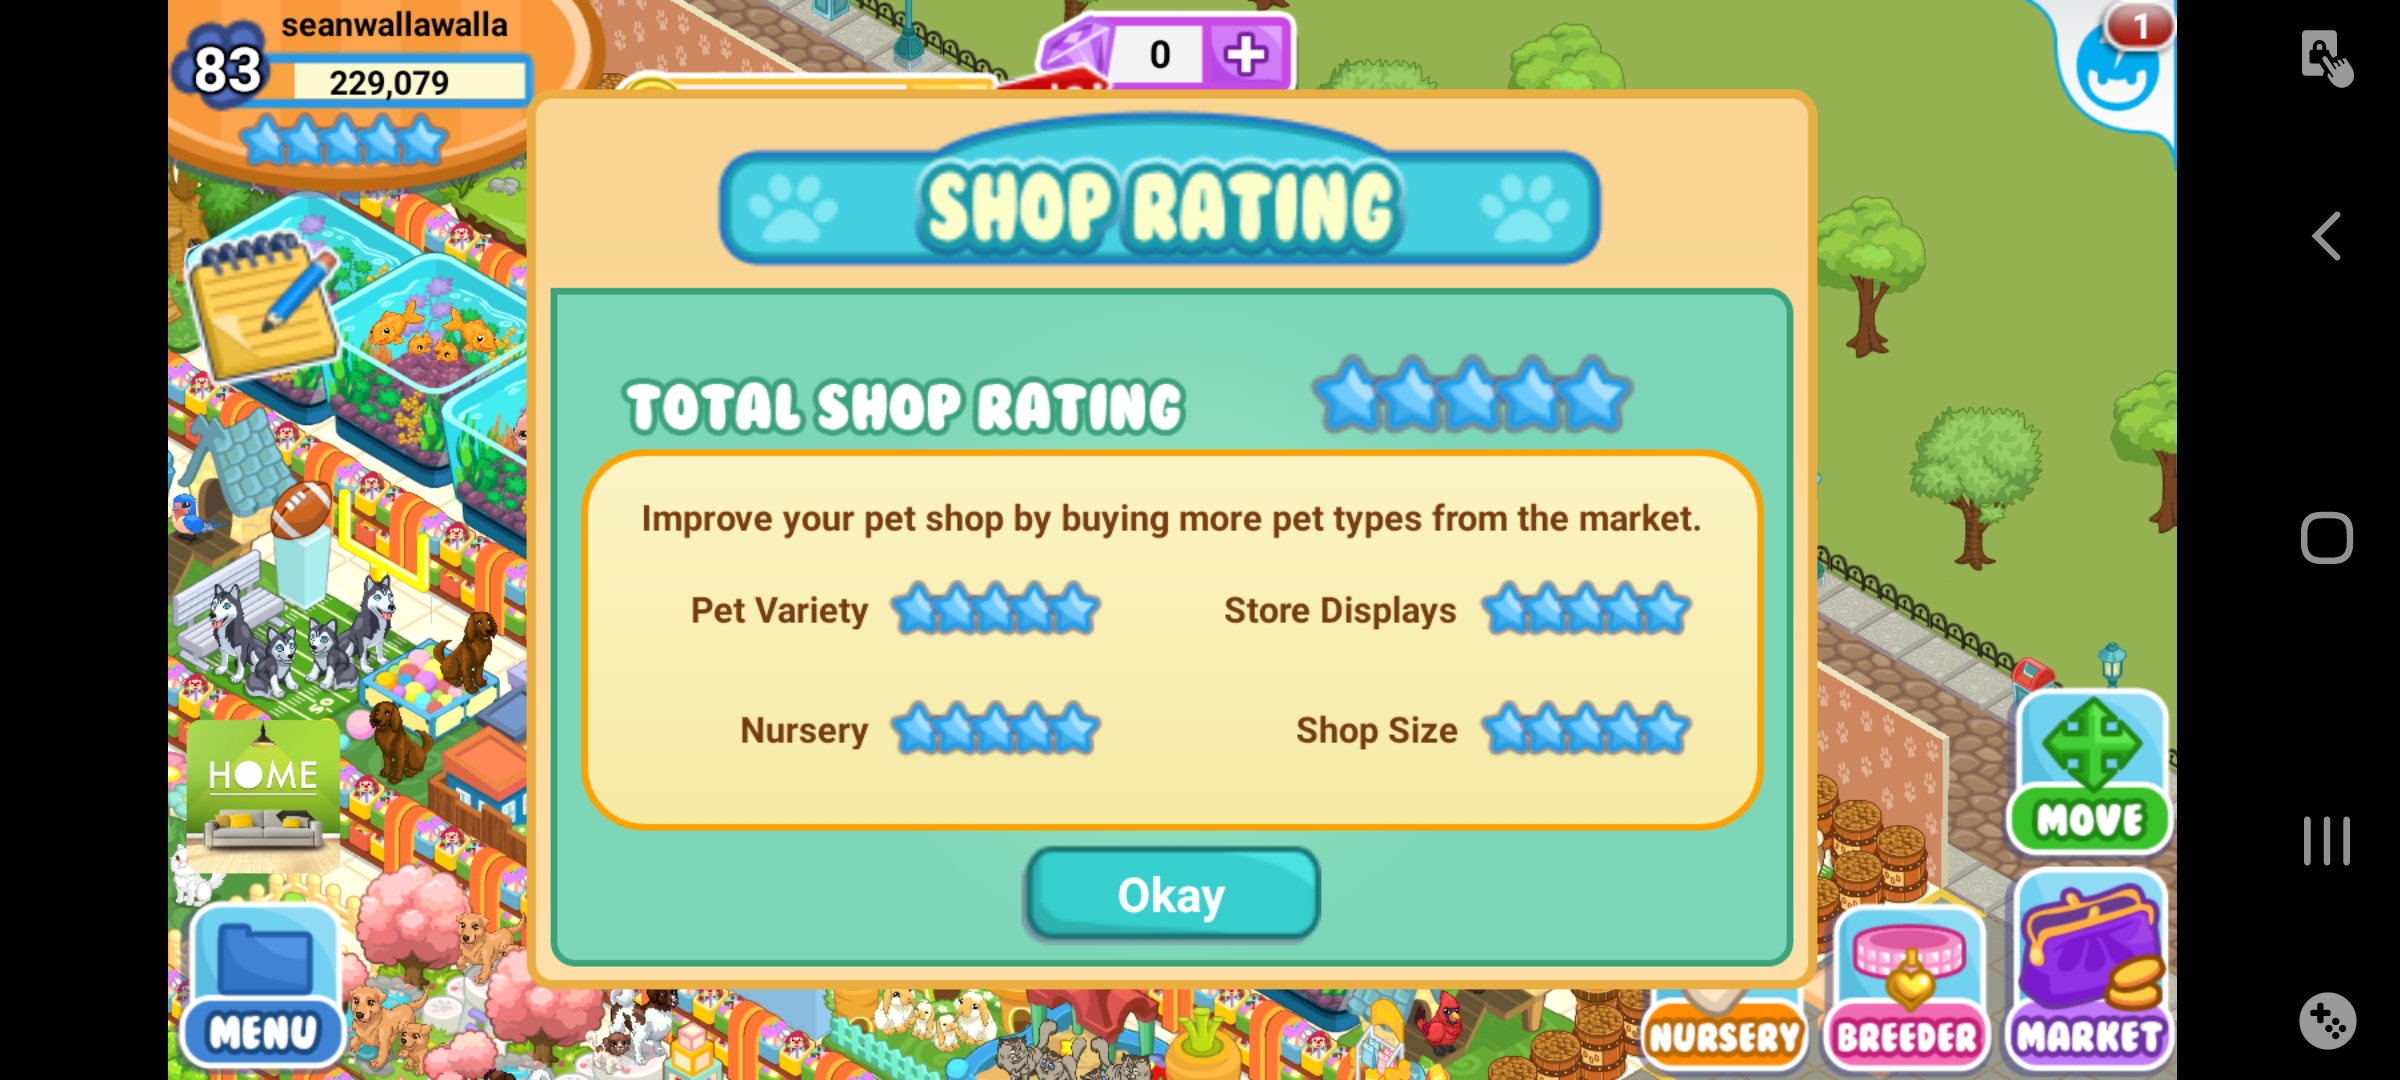 seanwallawalla
83
229,079
0
1
SHOP RATING
TOTAL SHOP RATING
Improve your pet shop by buying more pet types from the market.
Pet Variety
Store Displays
Nursery
Shop Size
Okay
50
HOME
MENU
MOVE
NURSERY
BREEDER
MARKET